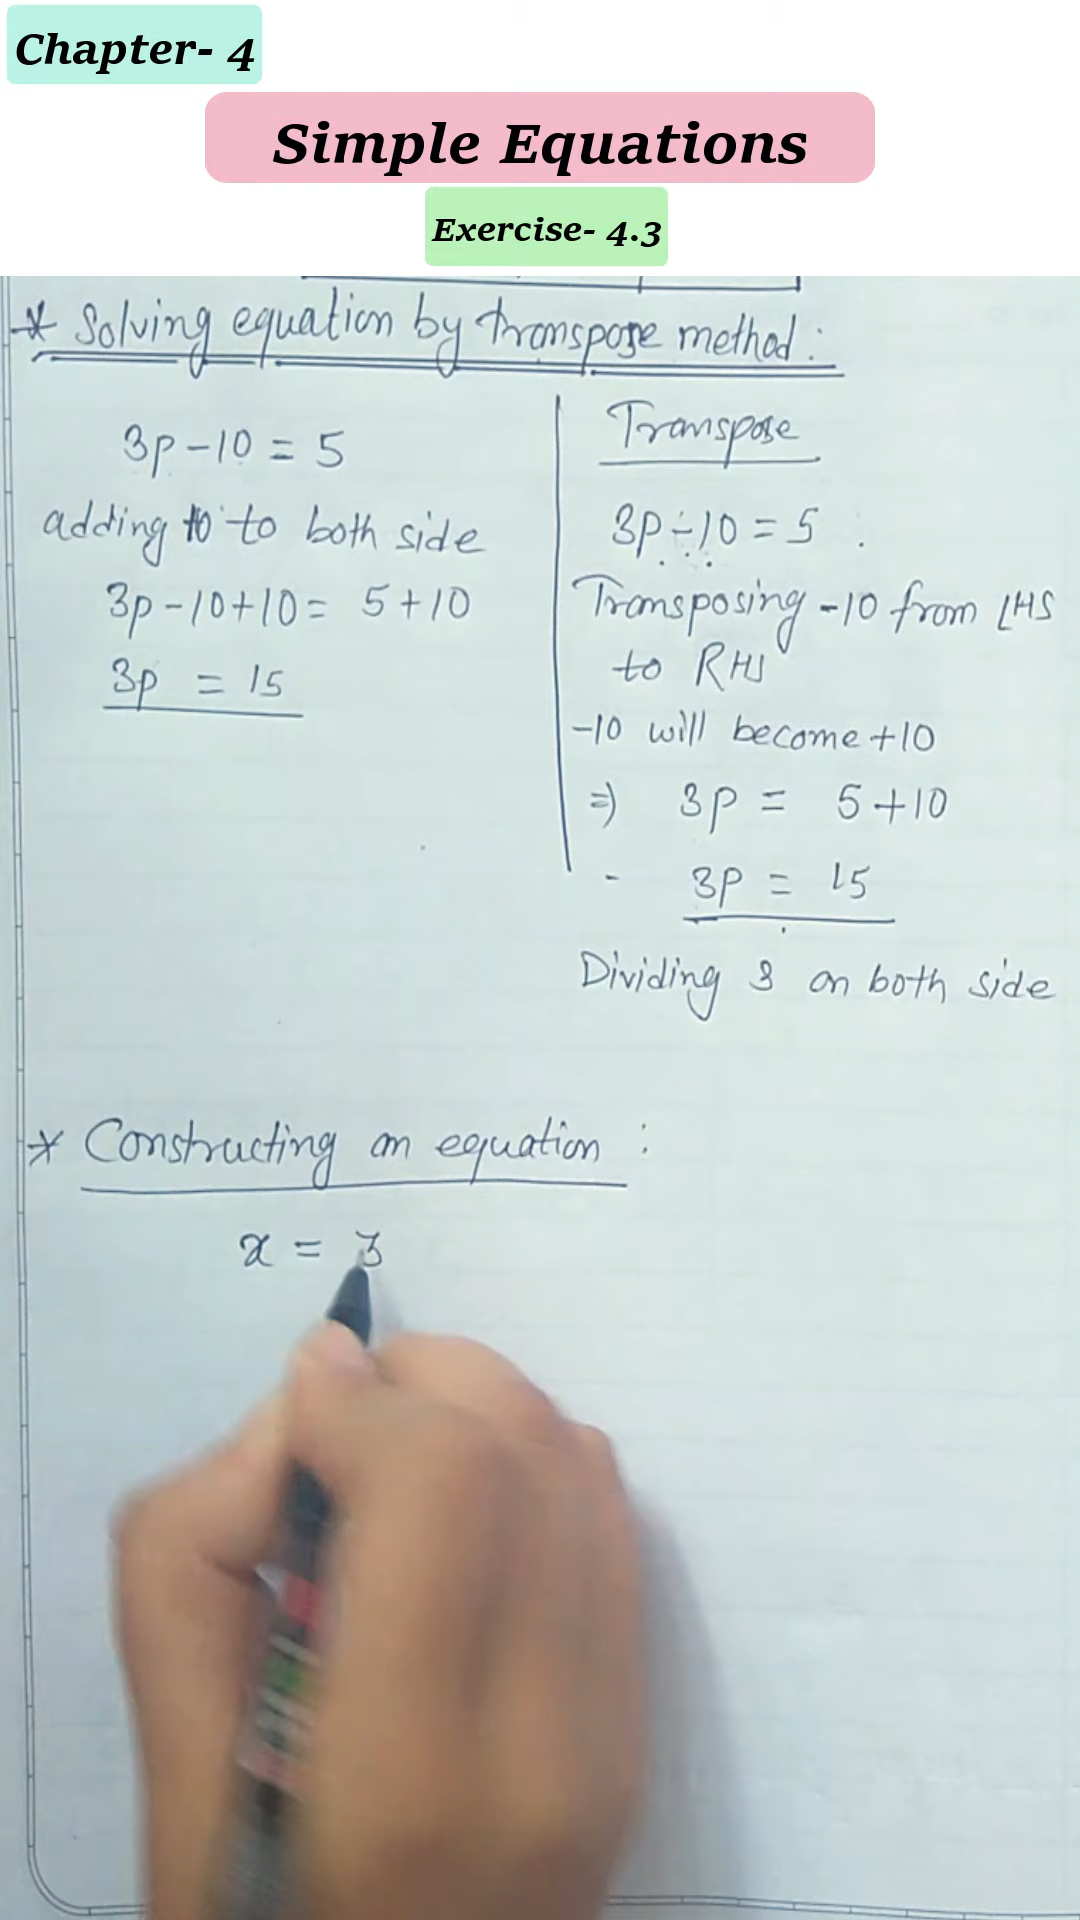 Chapter- 4
Simple Equations
Exercise- 4.3
* Solving equation by transpose method:
3p - 10 = 5
adding 10 to both side
3p - 10 + 10 = 5 + 10
3p = 15
Transpose
3p - 10 = 5
Transposing -10 from LHS
to RHS
-10 will become +10
=) 3p = 5 + 10
3p = 15
Dividing 3 on both side
* Constructing an equation :
x = 3